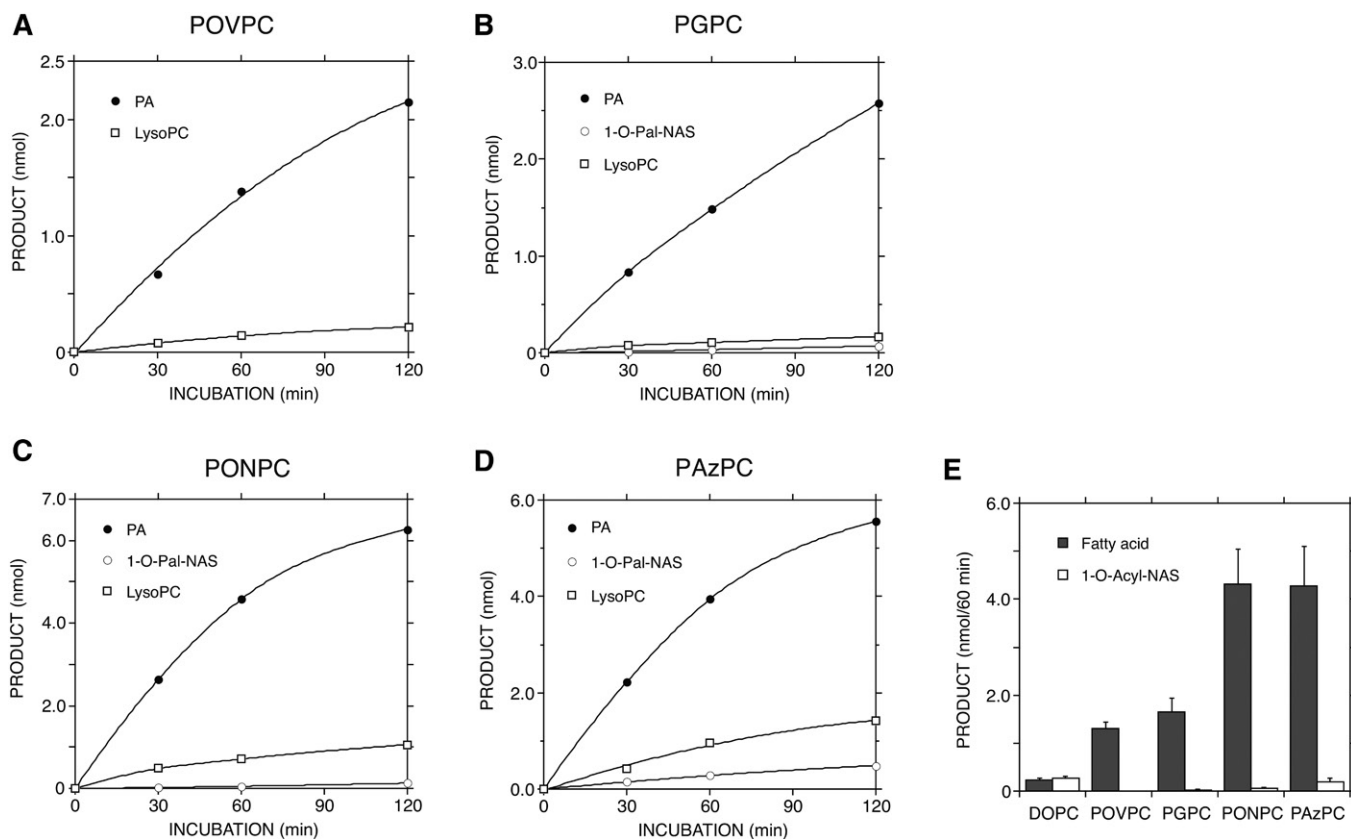 A
POVPC
2.5
2.0
1.0
0
PRODUCT (nmol)
PA
LysoPC
0 30 60 90 120
INCUBATION (min)
B
PGPC
3.0
2.0
1.0
0
PRODUCT (nmol)
PA
1-O-Pal-NAS
LysoPC
0 30 60 90 120
INCUBATION (min)
C
PONPC
7.0
6.0
4.0
2.0
0
PRODUCT (nmol)
PA
1-O-Pal-NAS
LysoPC
0 30 60 90 120
INCUBATION (min)
D
PAzPC
6.0
4.0
2.0
0
PRODUCT (nmol)
PA
1-O-Pal-NAS
LysoPC
0 30 60 90 120
INCUBATION (min)
E
6.0
4.0
2.0
0.0
PRODUCT (nmol/60 min)
Fatty acid
1-O-Acyl-NAS
DOPC POVPC PGPC PONPC PAzPC